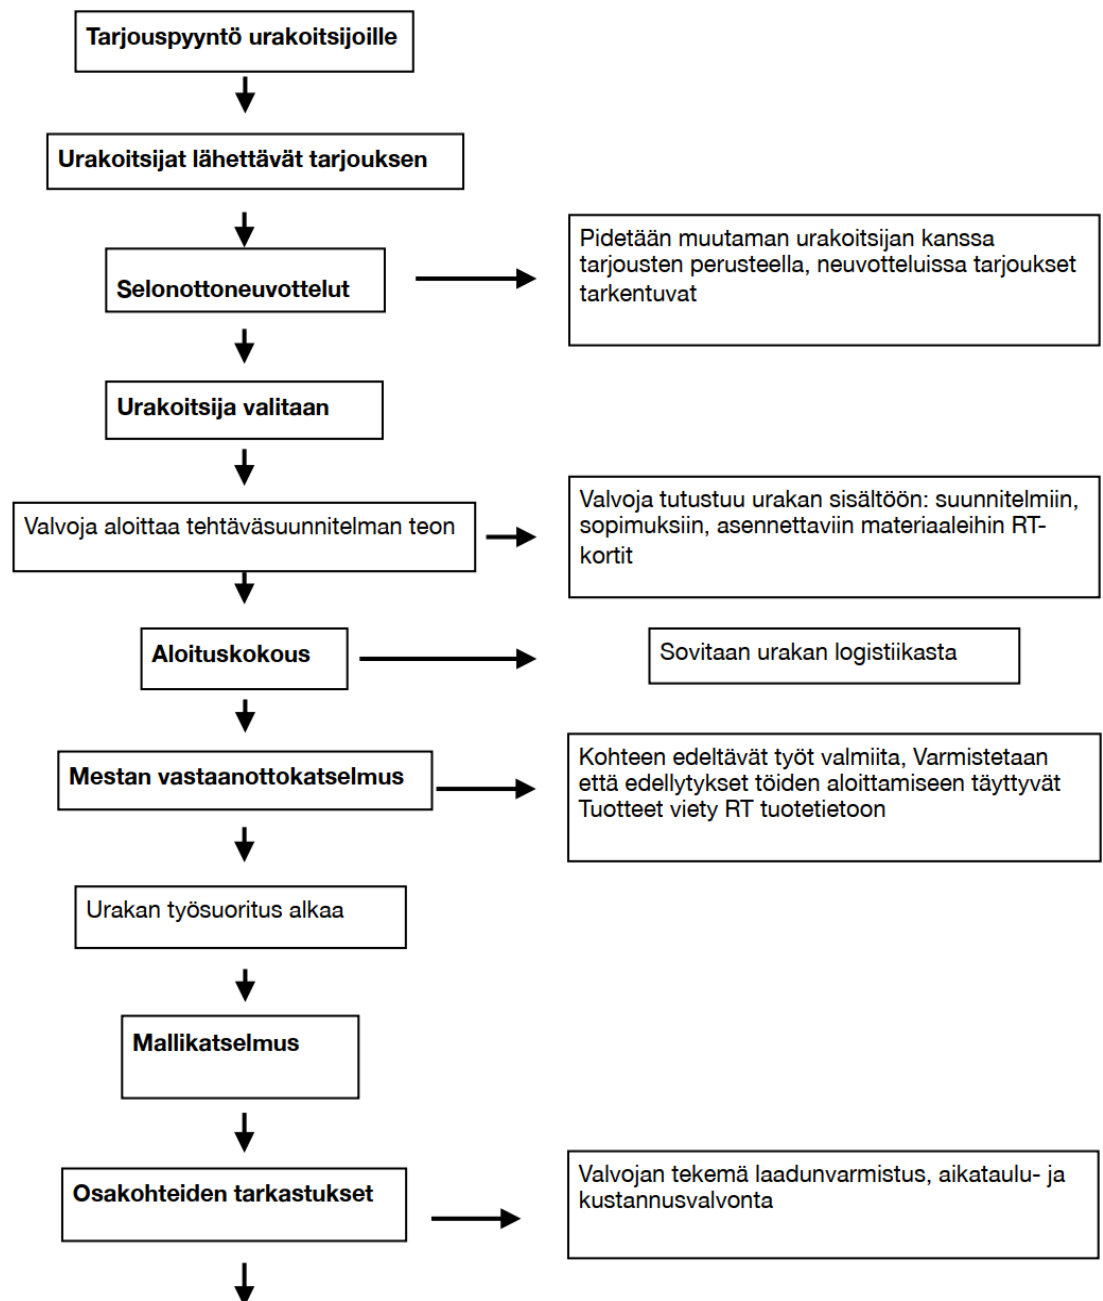 Tarjouspyyntö urakoitsijoille
Urakoitsijat lähettävät tarjouksen
Selonottoneuvottelut
Pidetään muutaman urakoitsijan kanssa
tarjousten perusteella, neuvotteluissa tarjoukset
tarkentuvat
Urakoitsija valitaan
Valvoja aloittaa tehtäväsuunnitelman teon
Valvoja tutustuu urakan sisältöön: suunnitelmiin,
sopimuksiin, asennettaviin materiaaleihin RT-
kortit
Aloituskokous
Sovitaan urakan logistiikasta
Mestan vastaanottokatselmus
Kohteen edeltävät työt valmiita, Varmistetaan
että edellytykset töiden aloittamiseen täyttyvät
Tuotteet viety RT tuotetietoon
Urakan työsuoritus alkaa
Mallikatselmus
Osakohteiden tarkastukset
Valvojan tekemä laadunvarmistus, aikataulu- ja
kustannusvalvonta